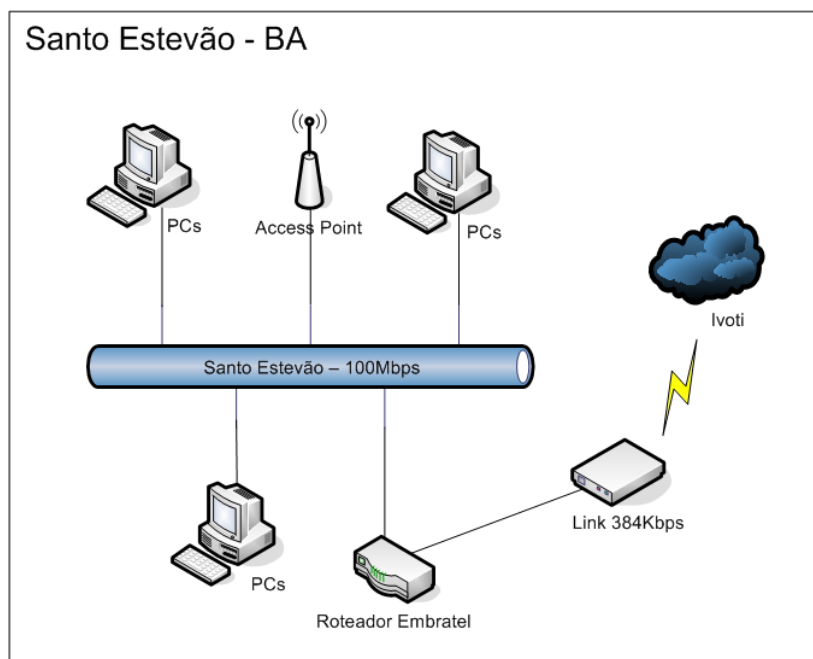 Santo Estevão - BA
PCs
Access Point
PCs
Ivoti
Santo Estevão – 100Mbps
Link 384Kbps
PCs
Roteador Embratel